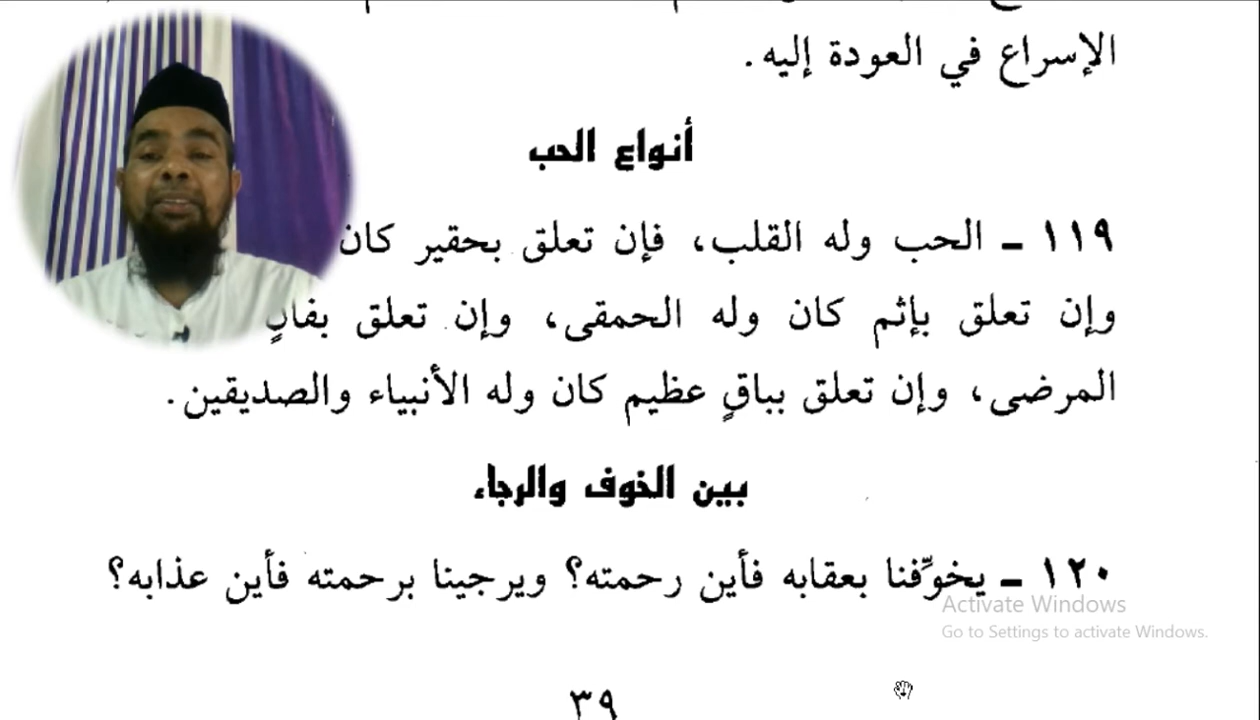 الإسراع في العودة إليه .
أنواع الحب
١١٩ ـ الحب وله القلب، فإن تعلق بحقير كان
وإن تعلق بإثم كان وله الحمقى، وإن تعلق بفانٍ
المرضى، وإن تعلق بباقٍ عظيم كان وله الأنبياء والصديقين .
بين الخوف والرجاء
١٢٠ ـ يخوِّفنا بعقابه فأين رحمته؟ ويرجينا برحمته فأين عذابه؟
Activate Windows
Go to Settings to activate Windows.
٣٩